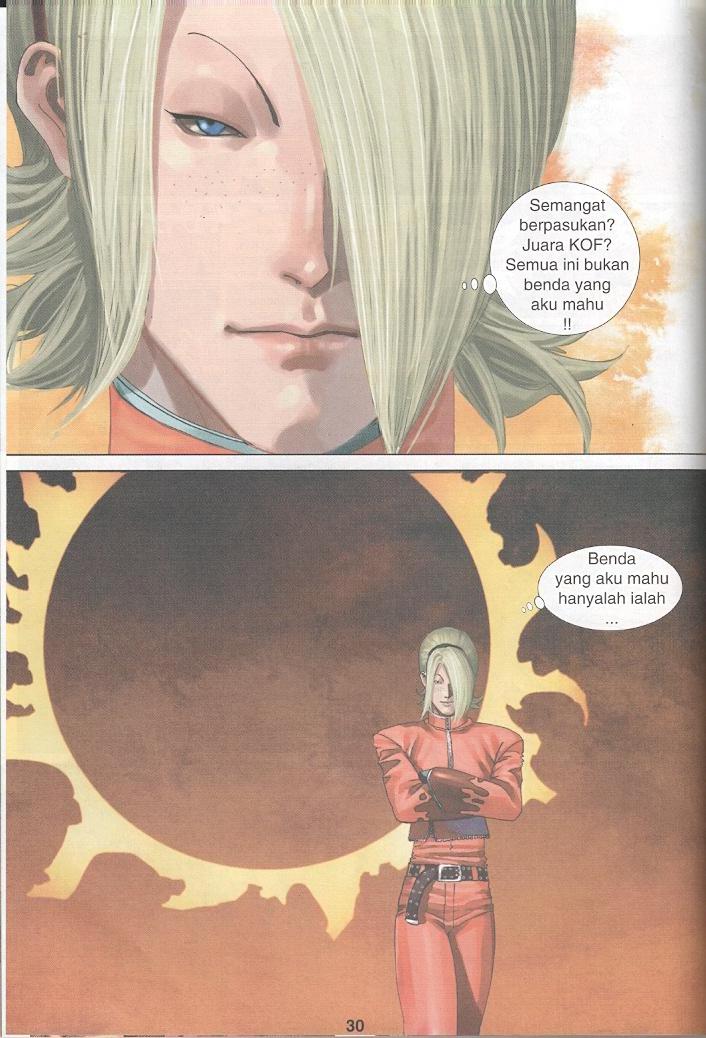 Semangat
berpasukan?
Juara KOF?
Semua ini bukan
benda yang
aku mahu
!!
Benda
yang aku mahu
hanyalah ialah
...
30